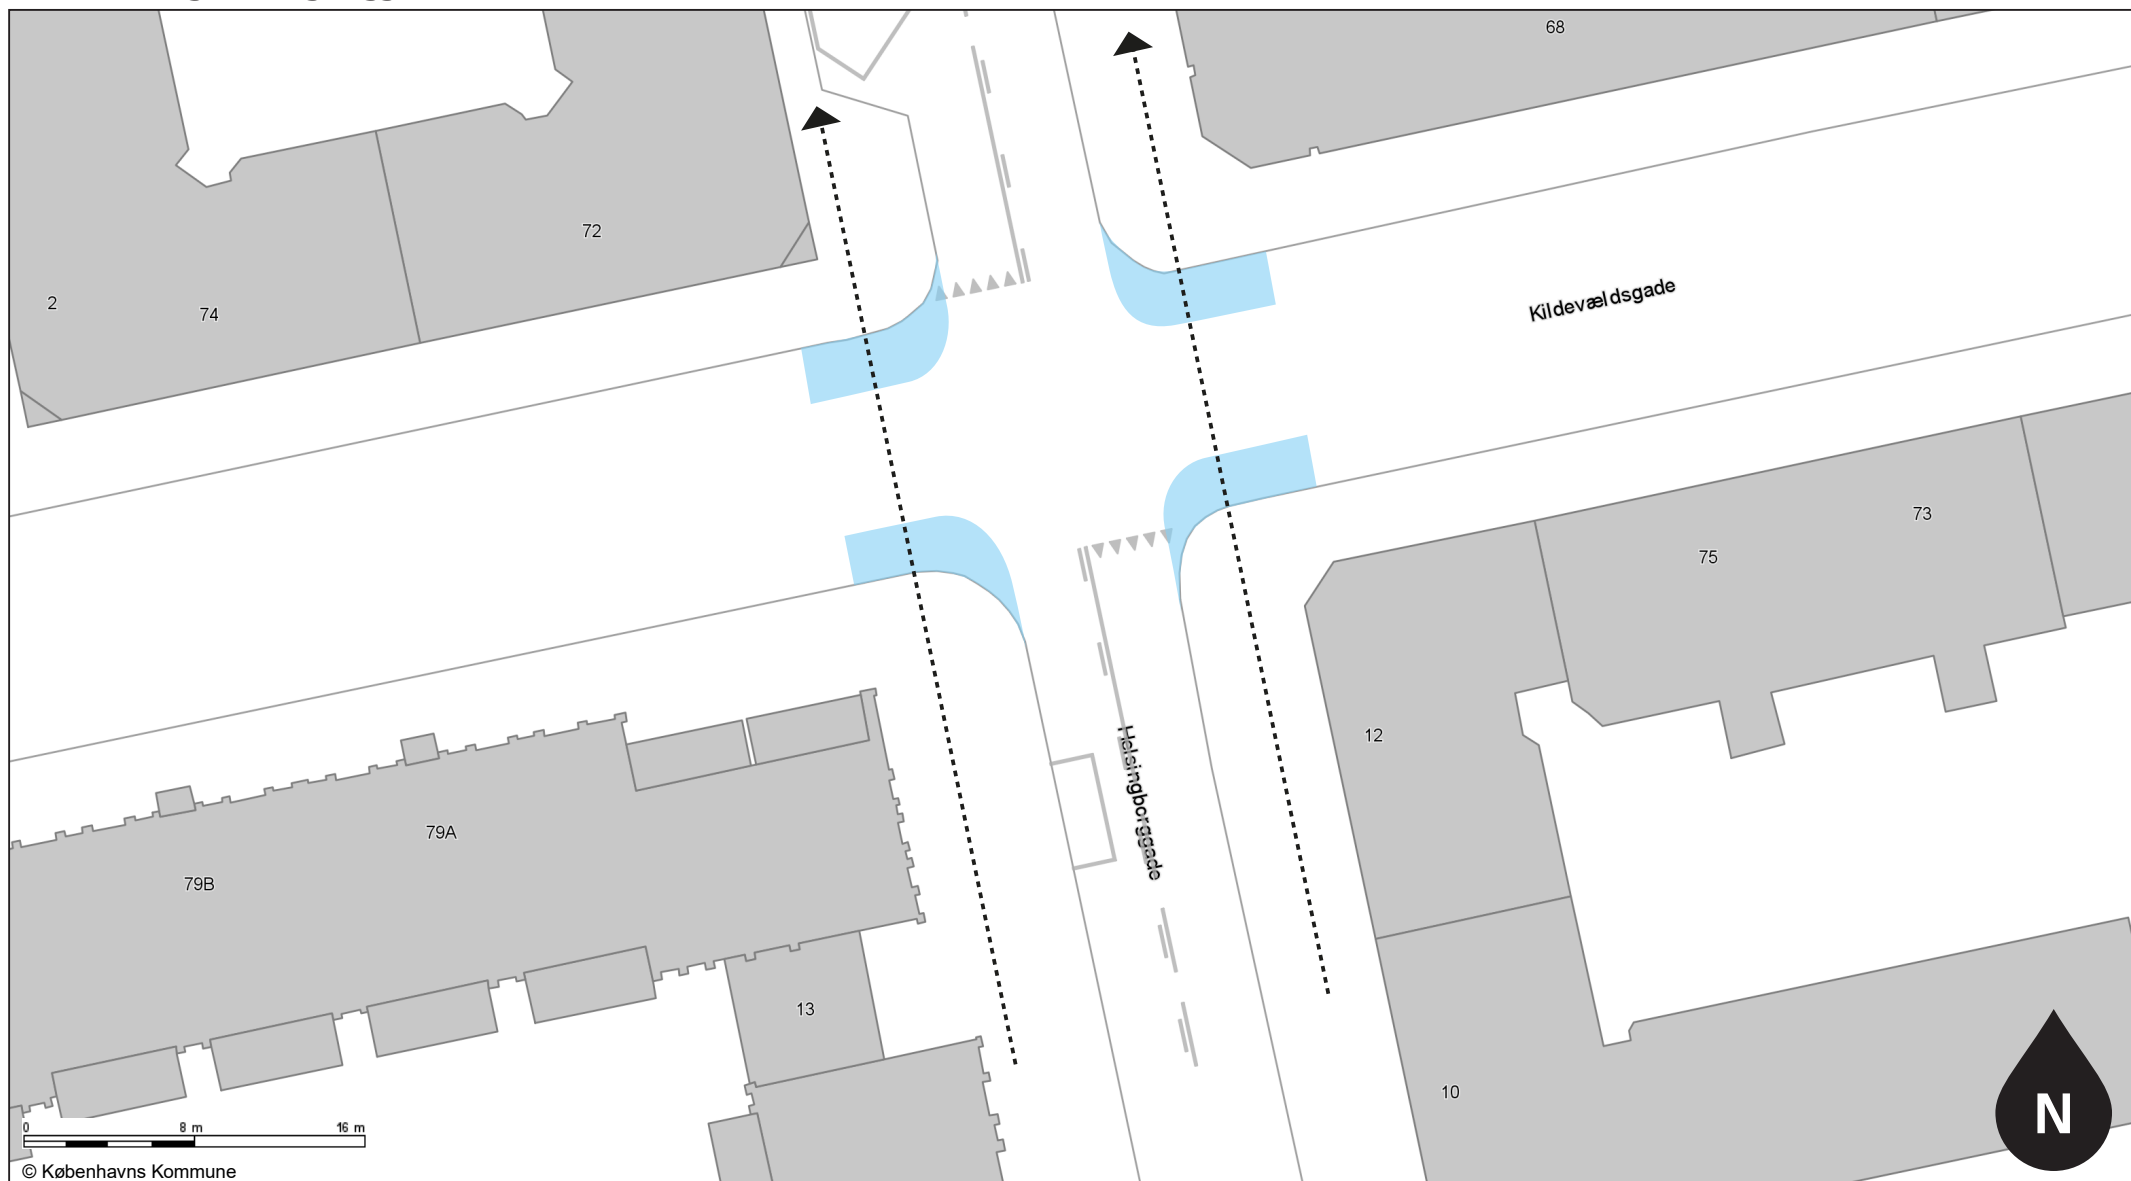 68
72
2
74
Kildevældsgade
73
75
12
Helsingborggade
79A
79B
13
10
0 8 m 16 m
N
© Københavns Kommune